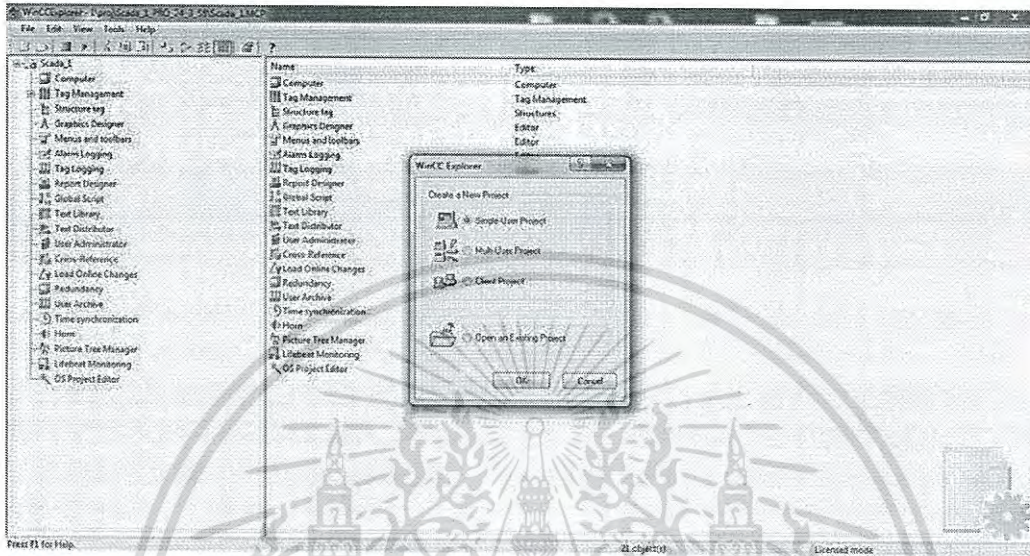 File Edit View Tools Help
Scada_1
Computer
Tag Management
Structure tag
Graphics Designer
Menus and toolbars
Alarm Logging
Tag Logging
Report Designer
Global Script
Text Library
Text Distributor
User Administrator
Cross-Reference
Load Online Changes
Redundancy
User Archive
Time synchronization
Horn
Picture Tree Manager
Lifebeat Monitoring
OS Project Editor
Name Type
Computer Computer
Tag Management Tag Management
Structure tag Structures
Graphics Designer Editor
Menus and toolbars Editor
Alarm Logging
Tag Logging
Report Designer
Global Script
Text Library
Text Distributor
User Administrator
Cross-Reference
Load Online Changes
Redundancy
User Archive
Time synchronization
Horn
Picture Tree Manager
Lifebeat Monitoring
OS Project Editor
WinCC Explorer
Create a New Project
Single-User Project
Multi-User Project
Client Project
Open an Existing Project
OK Cancel
Press F1 for Help.
21 object(s) Licensed mode